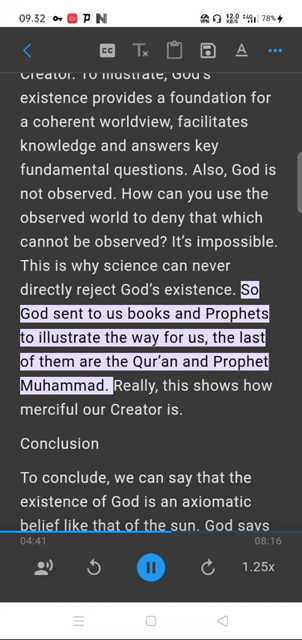 09.32
12.0 KB/S
4G
78%
CC
A
Creator. To illustrate, God's
existence provides a foundation for
a coherent worldview, facilitates
knowledge and answers key
fundamental questions. Also, God is
not observed. How can you use the
observed world to deny that which
cannot be observed? It's impossible.
This is why science can never
directly reject God's existence. So
God sent to us books and Prophets
to illustrate the way for us, the last
of them are the Qur'an and Prophet
Muhammad. Really, this shows how
merciful our Creator is.
Conclusion
To conclude, we can say that the
existence of God is an axiomatic
belief like that of the sun. God says
04:41
08:16
1.25x